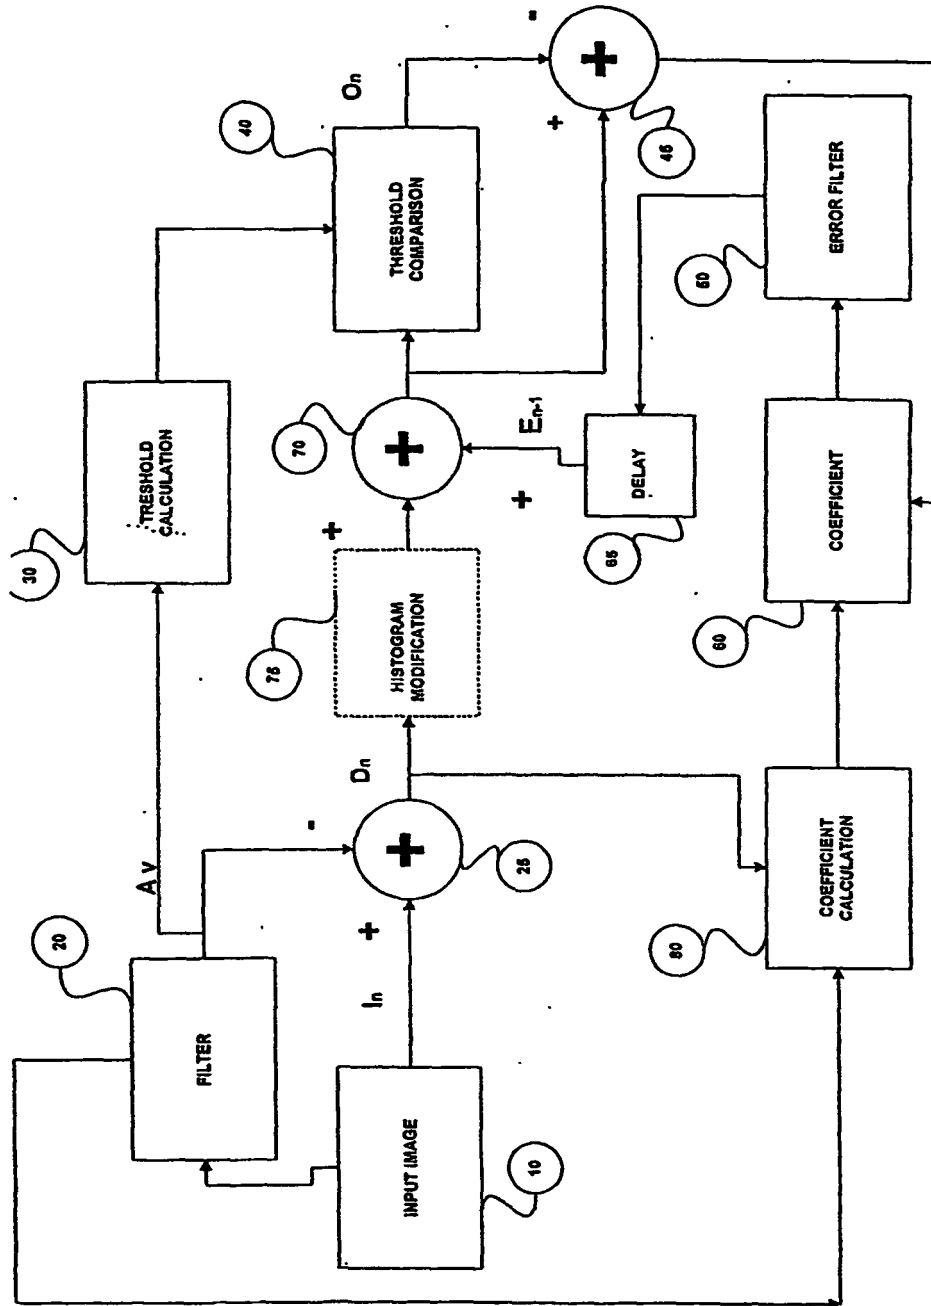 30
TRESHOLD
CALCULATION
40
THRESHOLD
COMPARISON
On
-
+
+
45
A v
20
FILTER
-
10
INPUT IMAGE
In
+
+
25
Dn
75
HISTOGRAM
MODIFICATION
+
70
+
+
En-1
DELAY
65
50
ERROR FILTER
60
COEFFICIENT
80
COEFFICIENT
CALCULATION